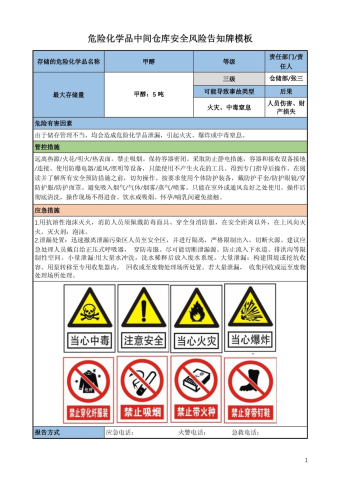 危险化学品中间仓库安全风险告知牌模板
存储的危险化学品名称 甲醇 等级 责任部门/责任人
三级 仓储部/张三
最大存储量 甲醇：5 吨 可能导致事故类型 后果
火灾、中毒窒息 人员伤害、财产损失
危险有害因素
由于储存管理不当，均会造成危险化学品泄漏，引起火灾、爆炸或中毒窒息。
管控措施
远离热源/火花/明火/热表面。禁止吸烟。保持容器密闭。采取防止静电措施，容器和接收设备接地
/连接。使用防爆电器/通风/照明等设备，只能使用不产生火花的工具。得到专门指导后操作。在阅
读并了解所有安全预防措施之前，切勿操作。按要求使用个体防护装备，戴防护手套/防护眼镜/穿
防护服/防护面罩。避免吸入烟气/气体/烟雾/蒸气/喷雾。只能在室外或通风良好之处使用。操作后
彻底清洗。操作现场不得进食、饮水或吸烟。怀孕/哺乳间避免接触。
应急措施
1.用抗溶性泡沫灭火，消防人员须佩戴防毒面具、穿全身消防服，在安全距离以外，在上风向灭
火。灭火剂：泡沫。
2.泄漏处置：迅速撤离泄漏污染区人员至安全区，并进行隔离，严格限制出入。切断火源。建议应
急处理人员戴自给正压式呼吸器， 穿防毒服。尽可能切断泄漏源。防止流入下水道、排洪沟等限
制性空间。小量泄漏:用大量水冲洗，洗水稀释后放入废水系统。大量泄漏：构建围堤或挖坑收
容。用泵转移至专用收集器内， 回收或至废物处理场所处置。若大量泄漏， 收集回收或运至废物
处理场所处理。
当心中毒 注意安全 当心火灾 当心爆炸
禁止穿化纤服装 禁止吸烟 禁止带火种 禁止穿带钉鞋
报告方式 应急电话： 火警电话： 急救电话：
1